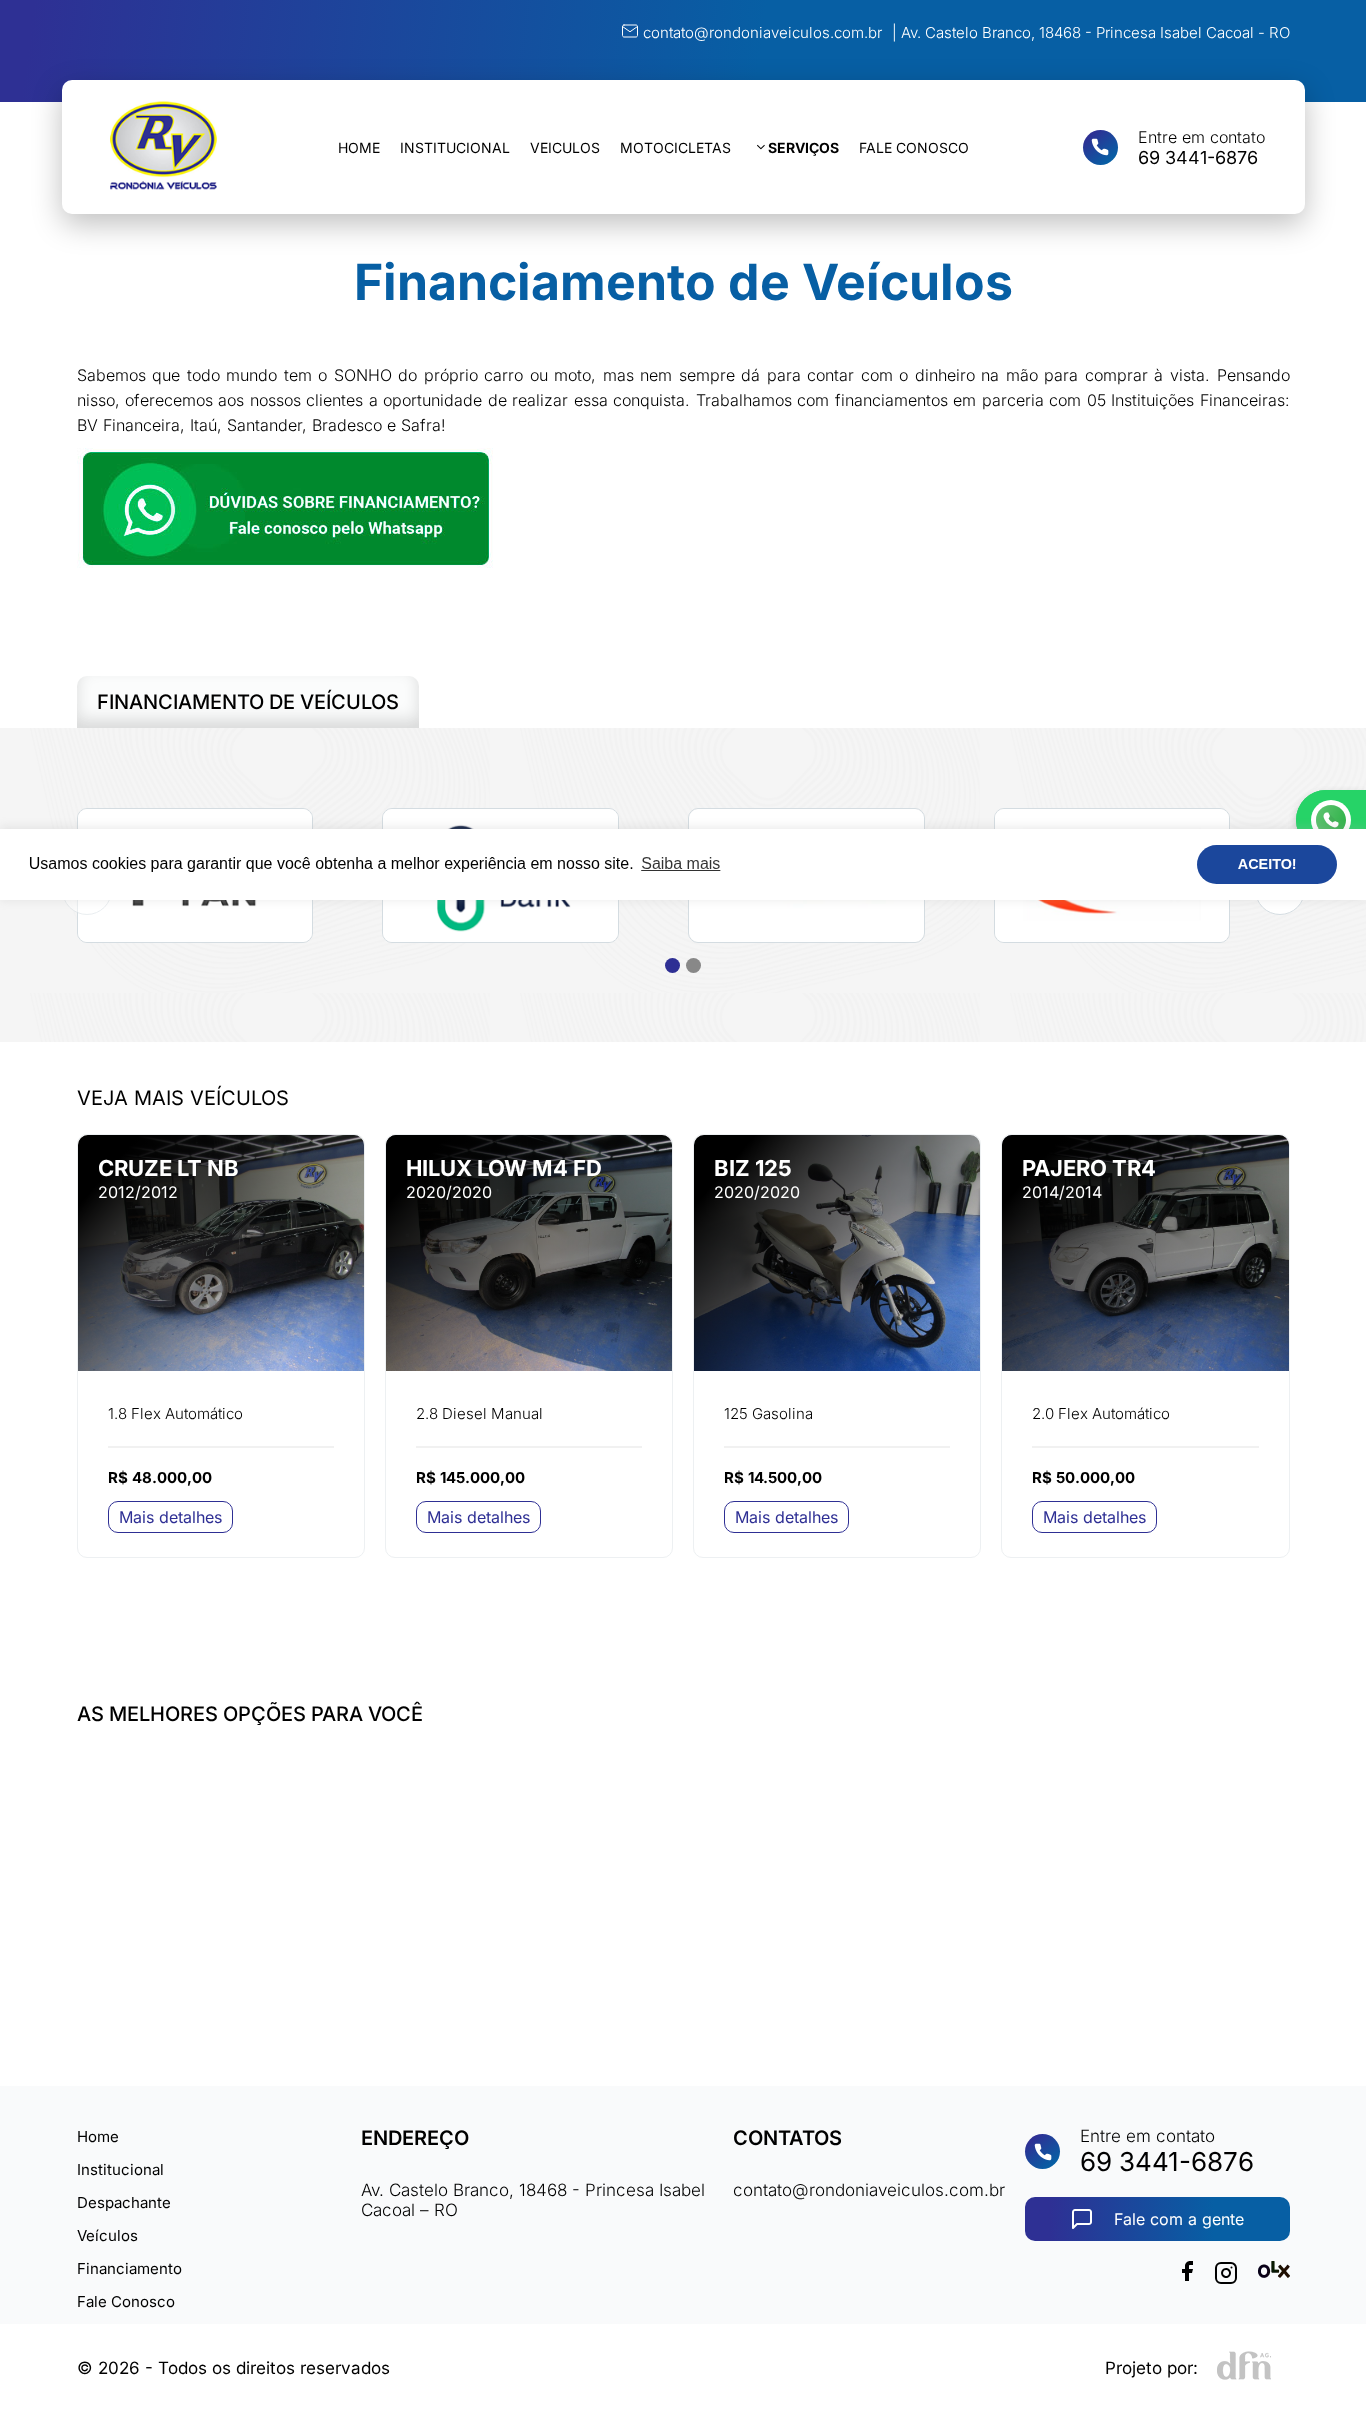 contato@rondoniaveiculos.com.br | Av. Castelo Branco, 18468 - Princesa Isabel Cacoal - RO
RV
RONDÔNIA VEÍCULOS
HOME INSTITUCIONAL VEICULOS MOTOCICLETAS SERVIÇOS FALE CONOSCO
Entre em contato
69 3441-6876
Financiamento de Veículos
Sabemos que todo mundo tem o SONHO do próprio carro ou moto, mas nem sempre dá para contar com o dinheiro na mão para comprar à vista. Pensando
nisso, oferecemos aos nossos clientes a oportunidade de realizar essa conquista. Trabalhamos com financiamentos em parceria com 05 Instituições Financeiras:
BV Financeira, Itaú, Santander, Bradesco e Safra!
DÚVIDAS SOBRE FINANCIAMENTO?
Fale conosco pelo Whatsapp
FINANCIAMENTO DE VEÍCULOS
Usamos cookies para garantir que você obtenha a melhor experiência em nosso site. Saiba mais
ACEITO!
PAN
Bank
VEJA MAIS VEÍCULOS
CRUZE LT NB
2012/2012
1.8 Flex Automático
R$ 48.000,00
Mais detalhes
HILUX LOW M4 FD
2020/2020
2.8 Diesel Manual
R$ 145.000,00
Mais detalhes
BIZ 125
2020/2020
125 Gasolina
R$ 14.500,00
Mais detalhes
PAJERO TR4
2014/2014
2.0 Flex Automático
R$ 50.000,00
Mais detalhes
AS MELHORES OPÇÕES PARA VOCÊ
Home
Institucional
Despachante
Veículos
Financiamento
Fale Conosco
ENDEREÇO
Av. Castelo Branco, 18468 - Princesa Isabel
Cacoal – RO
CONTATOS
contato@rondoniaveiculos.com.br
Entre em contato
69 3441-6876
Fale com a gente
olx
© 2026 - Todos os direitos reservados
Projeto por:
dfn AG.